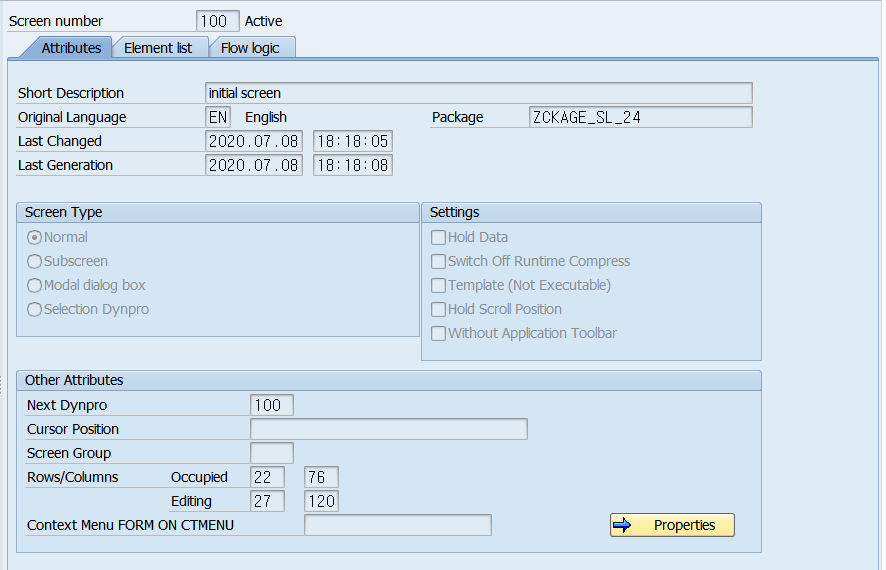 Screen number 100 Active
Attributes Element list Flow logic
Short Description initial screen
Original Language EN English Package ZCKAGE_SL_24
Last Changed 2020.07.08 18:18:05
Last Generation 2020.07.08 18:18:08
Screen Type Settings
Normal Hold Data
Subscreen Switch Off Runtime Compress
Modal dialog box Template (Not Executable)
Selection Dynpro Hold Scroll Position
Without Application Toolbar
Other Attributes
Next Dynpro 100
Cursor Position
Screen Group
Rows/Columns Occupied 22 76
Editing 27 120
Context Menu FORM ON CTMENU Properties